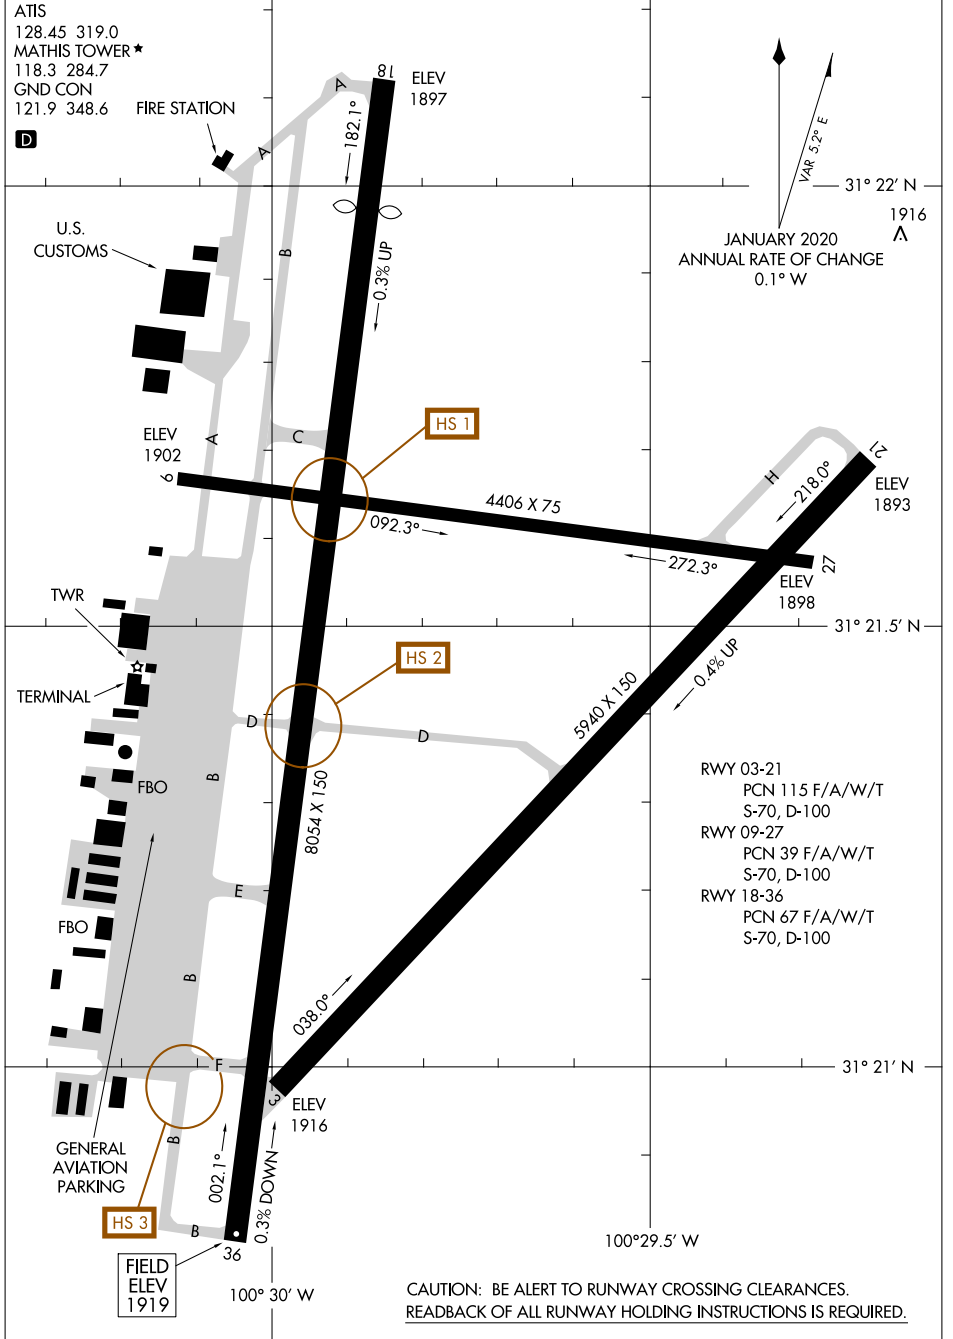 ATIS
128.45 319.0
MATHIS TOWER ★
118.3 284.7
GND CON
121.9 348.6
D
FIRE STATION
A
18
ELEV
1897
182.1°
A
VAR 5.2° E
31° 22' N
1916
U.S.
CUSTOMS
B
0.3% UP
JANUARY 2020
ANNUAL RATE OF CHANGE
0.1° W
HS 1
ELEV
1902
A
C
21
H
218.0°
ELEV
1893
9
4406 X 75
092.3°
272.3°
27
ELEV
1898
TWR
31° 21.5' N
HS 2
0.4% UP
TERMINAL
5940 X 150
D
D
B
FBO
8054 X 150
RWY 03-21
PCN 115 F/A/W/T
S-70, D-100
RWY 09-27
PCN 39 F/A/W/T
S-70, D-100
RWY 18-36
PCN 67 F/A/W/T
S-70, D-100
E
FBO
B
038.0°
F
31° 21' N
3
ELEV
1916
B
GENERAL
AVIATION
PARKING
002.1°
0.3% DOWN
HS 3
B
36
FIELD
ELEV
1919
100° 30' W
100°29.5' W
CAUTION: BE ALERT TO RUNWAY CROSSING CLEARANCES.
READBACK OF ALL RUNWAY HOLDING INSTRUCTIONS IS REQUIRED.